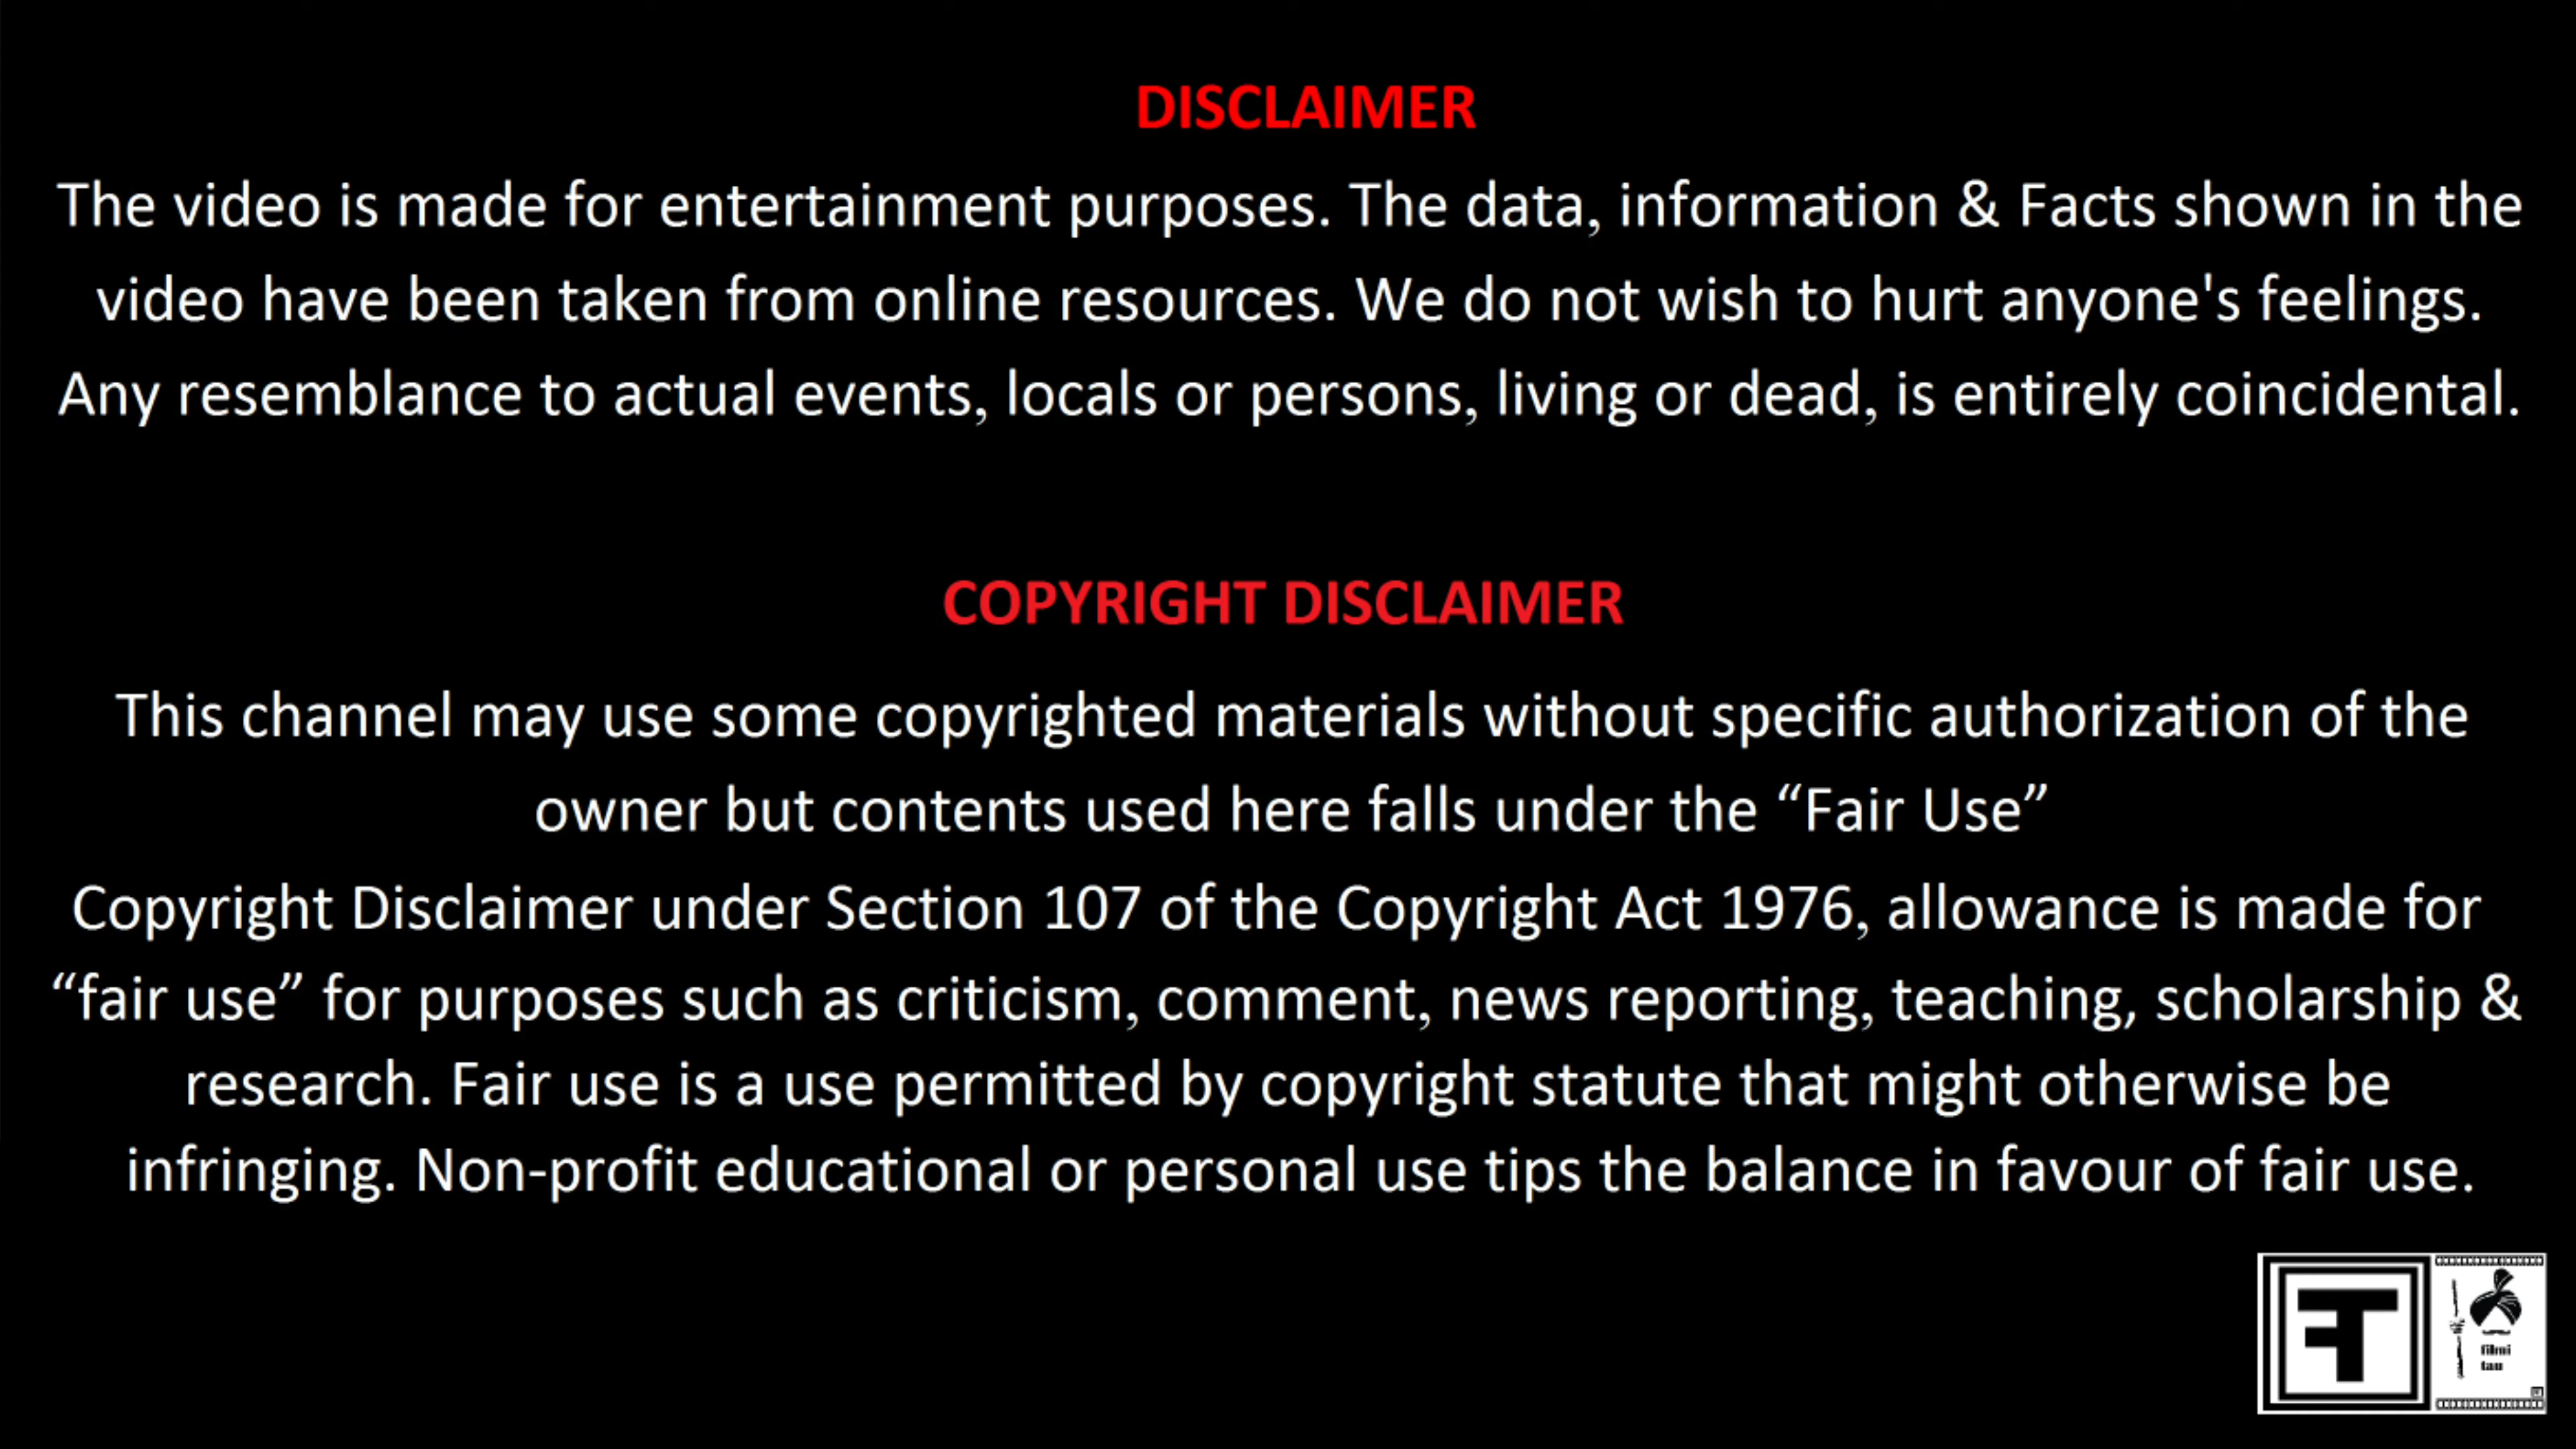 DISCLAIMER
The video is made for entertainment purposes. The data, information & Facts shown in the
video have been taken from online resources. We do not wish to hurt anyone's feelings.
Any resemblance to actual events, locals or persons, living or dead, is entirely coincidental.
COPYRIGHT DISCLAIMER
This channel may use some copyrighted materials without specific authorization of the
owner but contents used here falls under the “Fair Use”
Copyright Disclaimer under Section 107 of the Copyright Act 1976, allowance is made for
“fair use” for purposes such as criticism, comment, news reporting, teaching, scholarship &
research. Fair use is a use permitted by copyright statute that might otherwise be
infringing. Non-profit educational or personal use tips the balance in favour of fair use.
filmi
tau